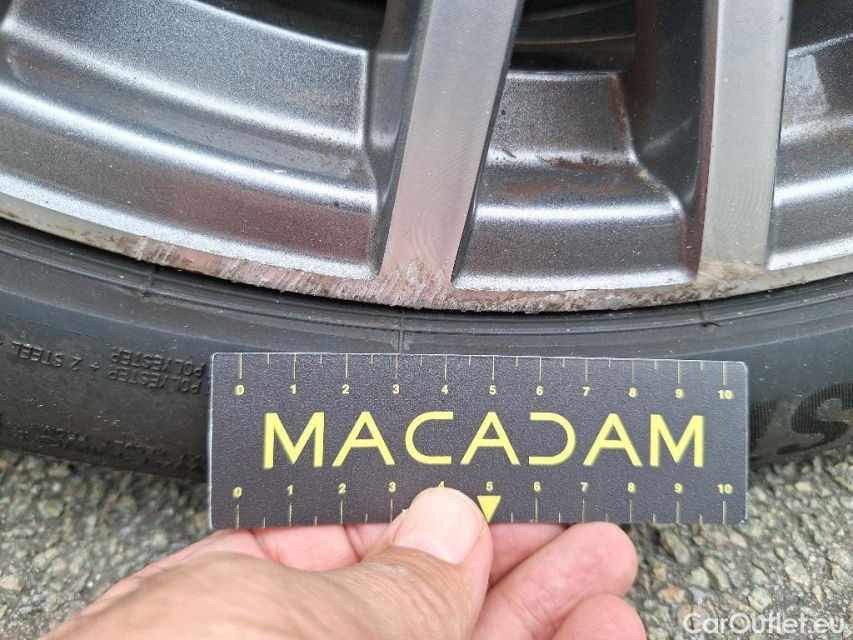 POLYESTER + 2 STEEL
POLYESTER
0 1 2 3 4 5 6 7 8 9 10
MACADAM
0 1 2 3 4 5 6 7 8 9 10
CarOutlet.eu